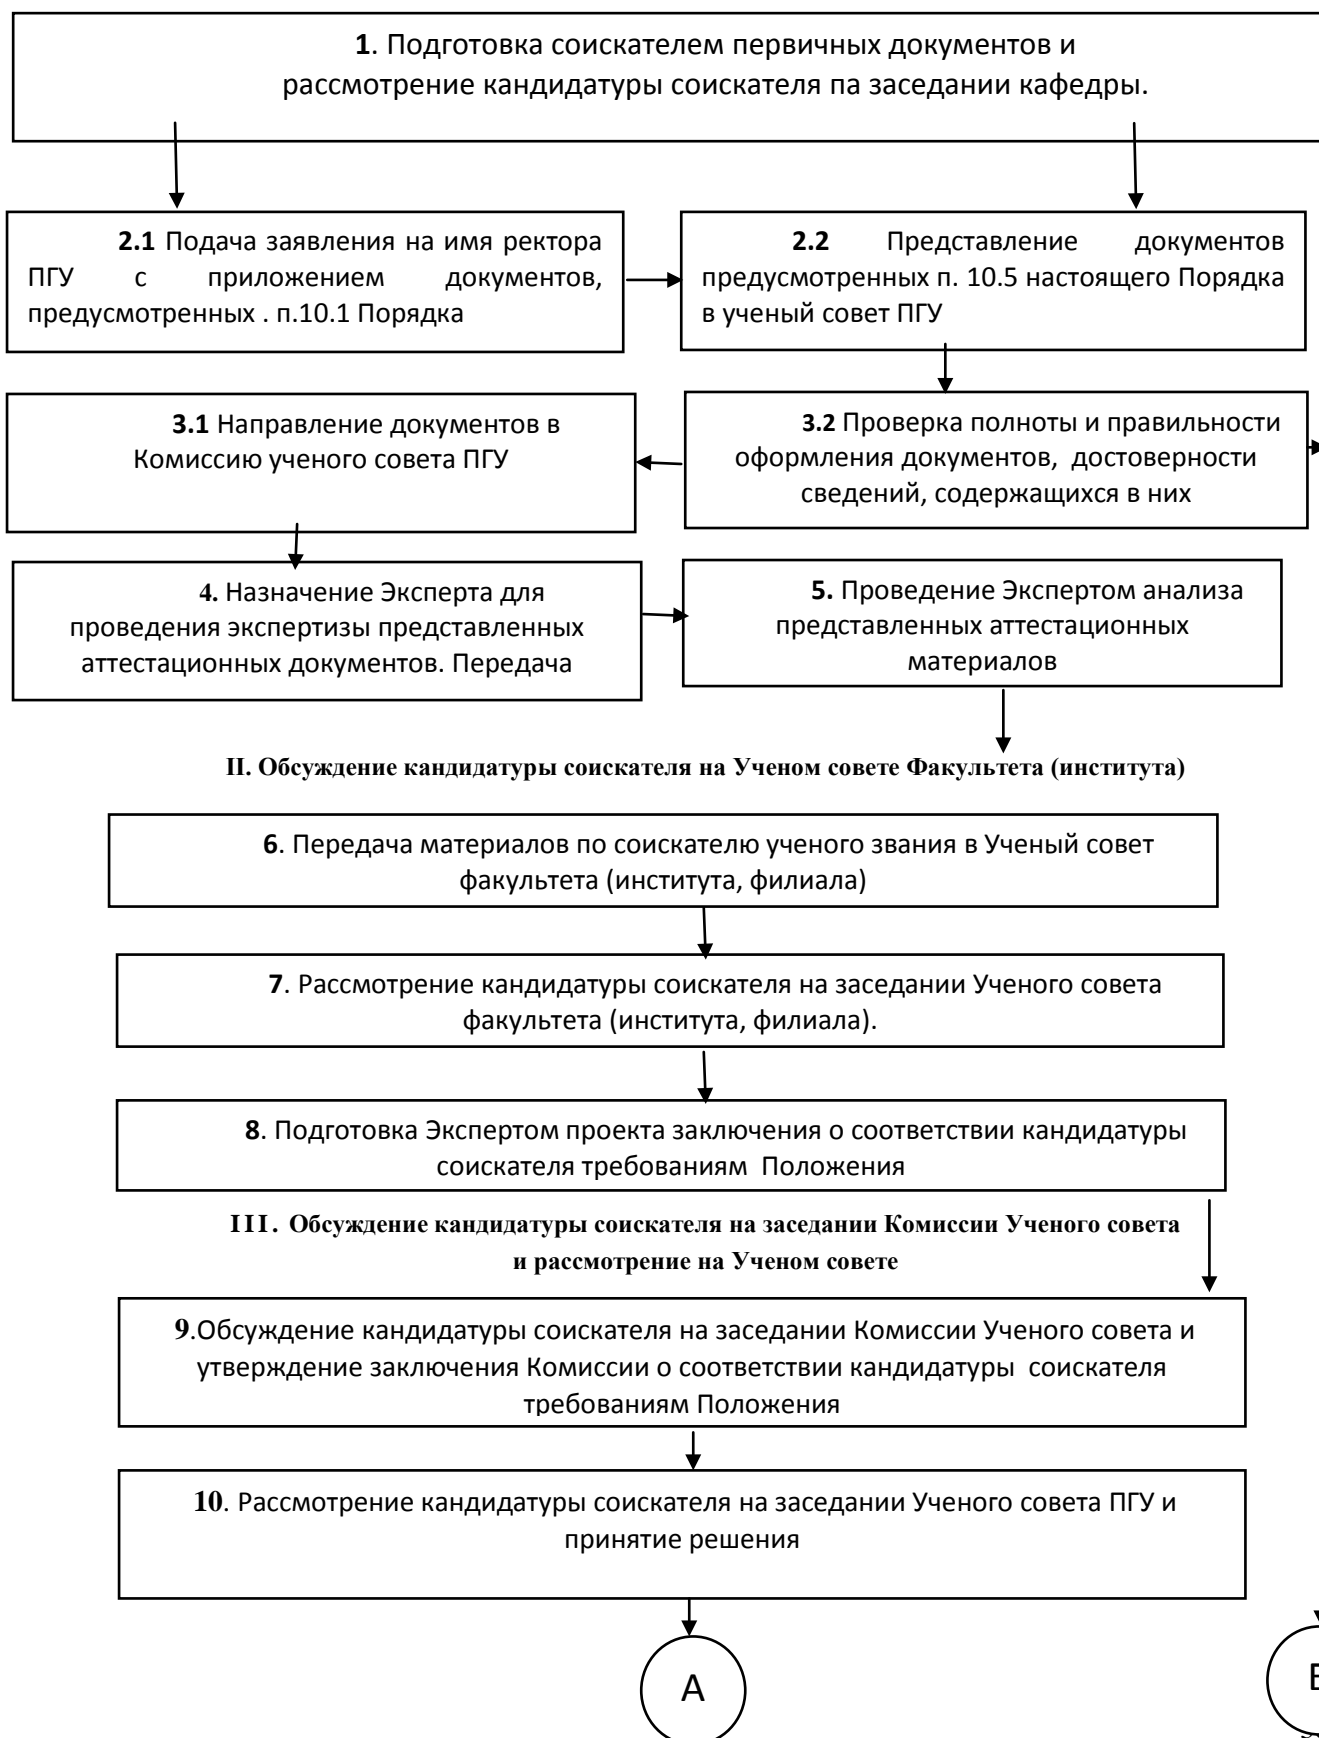 1. Подготовка соискателем первичных документов и
рассмотрение кандидатуры соискателя па заседании кафедры.
2.1 Подача заявления на имя ректора
ПГУ с приложением документов,
предусмотренных . п.10.1 Порядка
2.2 Представление документов
предусмотренных п. 10.5 настоящего Порядка
в ученый совет ПГУ
3.1 Направление документов в
Комиссию ученого совета ПГУ
3.2 Проверка полноты и правильности
оформления документов, достоверности
сведений, содержащихся в них
4. Назначение Эксперта для
проведения экспертизы представленных
аттестационных документов. Передача
5. Проведение Экспертом анализа
представленных аттестационных
материалов
II. Обсуждение кандидатуры соискателя на Ученом совете Факультета (института)
6. Передача материалов по соискателю ученого звания в Ученый совет
факультета (института, филиала)
7. Рассмотрение кандидатуры соискателя на заседании Ученого совета
факультета (института, филиала).
8. Подготовка Экспертом проекта заключения о соответствии кандидатуры
соискателя требованиям Положения
III. Обсуждение кандидатуры соискателя на заседании Комиссии Ученого совета
и рассмотрение на Ученом совете
9.Обсуждение кандидатуры соискателя на заседании Комиссии Ученого совета и
утверждение заключения Комиссии о соответствии кандидатуры соискателя
требованиям Положения
10. Рассмотрение кандидатуры соискателя на заседании Ученого совета ПГУ и
принятие решения
А